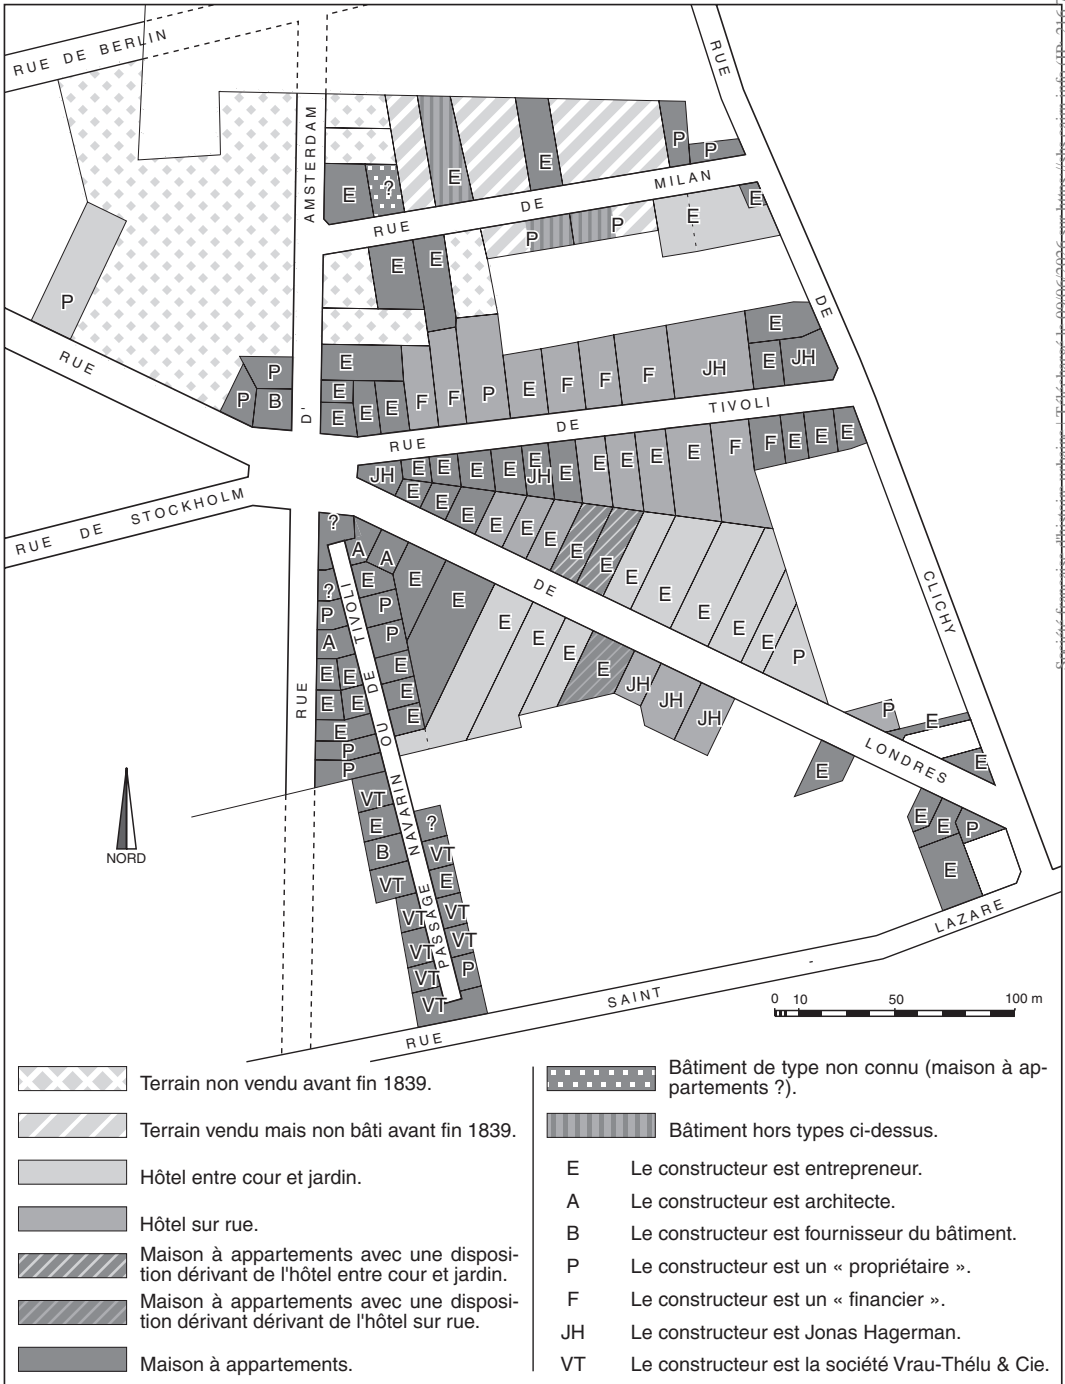 RUE DE BERLIN
RUE
AMSTERDAM
P
P
E
E
E
?
MILAN
DE
RUE
E
E
P
P
E
E
P
DE
RUE
E
P
P
B
D'
E
E
E
E
E
F
F
P
E
F
F
F
JH
E
E
JH
TIVOLI
DE
RUE
JH
E
E
E
E
E
JH
E
E
E
E
E
F
F
E
E
E
RUE DE STOCKHOLM
E
E
E
E
E
E
E
E
E
E
E
E
E
P
DE
CLICHY
?
A
A
E
E
E
?
P
P
A
P
E
E
E
E
E
E
E
E
P
P
E
E
E
E
JH
JH
JH
RUE
PASSAGE NAVARIN OU DE TIVOLI
P
E
LONDRES
E
E
E
E
P
E
VT
E
B
VT
VT
VT
VT
VT
?
VT
E
VT
VT
P
NORD
RUE SAINT - LAZARE
0 10 50 100 m
Terrain non vendu avant fin 1839.
Terrain vendu mais non bâti avant fin 1839.
Hôtel entre cour et jardin.
Hôtel sur rue.
Maison à appartements avec une disposi-
tion dérivant de l'hôtel entre cour et jardin.
Maison à appartements avec une disposi-
tion dérivant dérivant de l'hôtel sur rue.
Maison à appartements.
Bâtiment de type non connu (maison à ap-
partements ?).
Bâtiment hors types ci-dessus.
E Le constructeur est entrepreneur.
A Le constructeur est architecte.
B Le constructeur est fournisseur du bâtiment.
P Le constructeur est un « propriétaire ».
F Le constructeur est un « financier ».
JH Le constructeur est Jonas Hagerman.
VT Le constructeur est la société Vrau-Thélu & Cie.